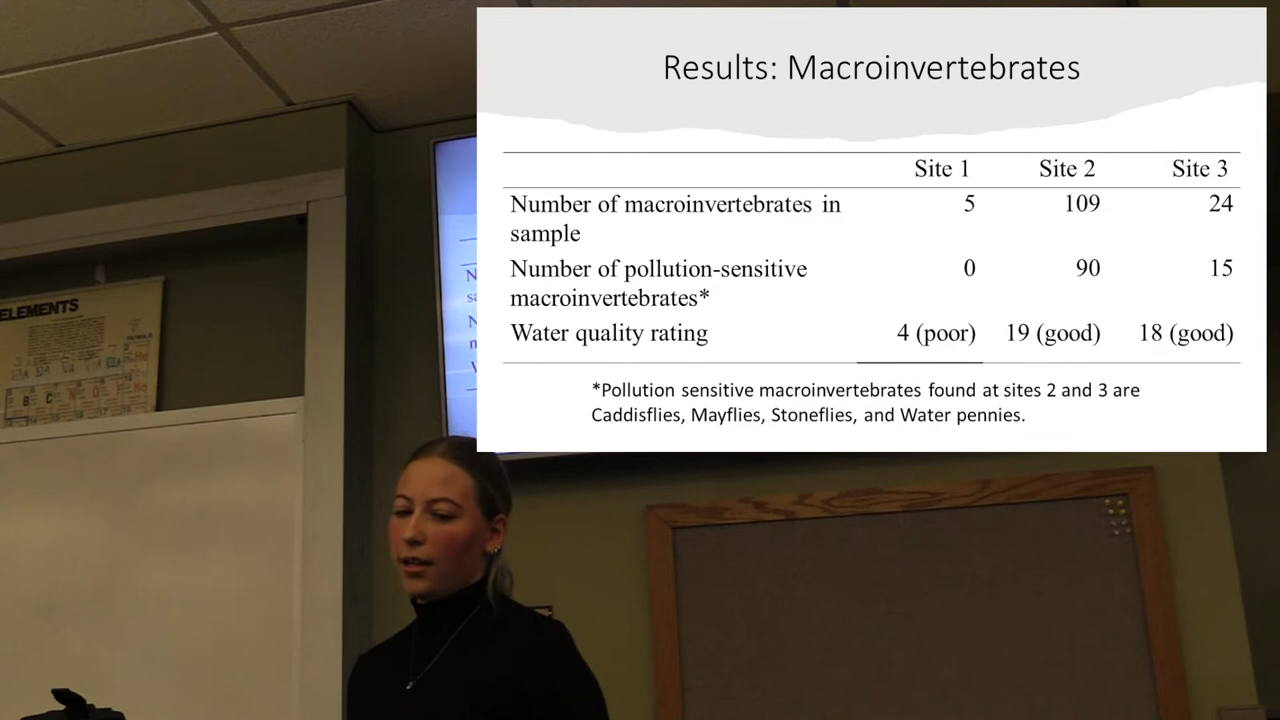 Results: Macroinvertebrates
Site 1 Site 2 Site 3
Number of macroinvertebrates in 5 109 24
sample
Number of pollution-sensitive 0 90 15
macroinvertebrates*
Water quality rating 4 (poor) 19 (good) 18 (good)
*Pollution sensitive macroinvertebrates found at sites 2 and 3 are
Caddisflies, Mayflies, Stoneflies, and Water pennies.
ELEMENTS
B C N O F Ne